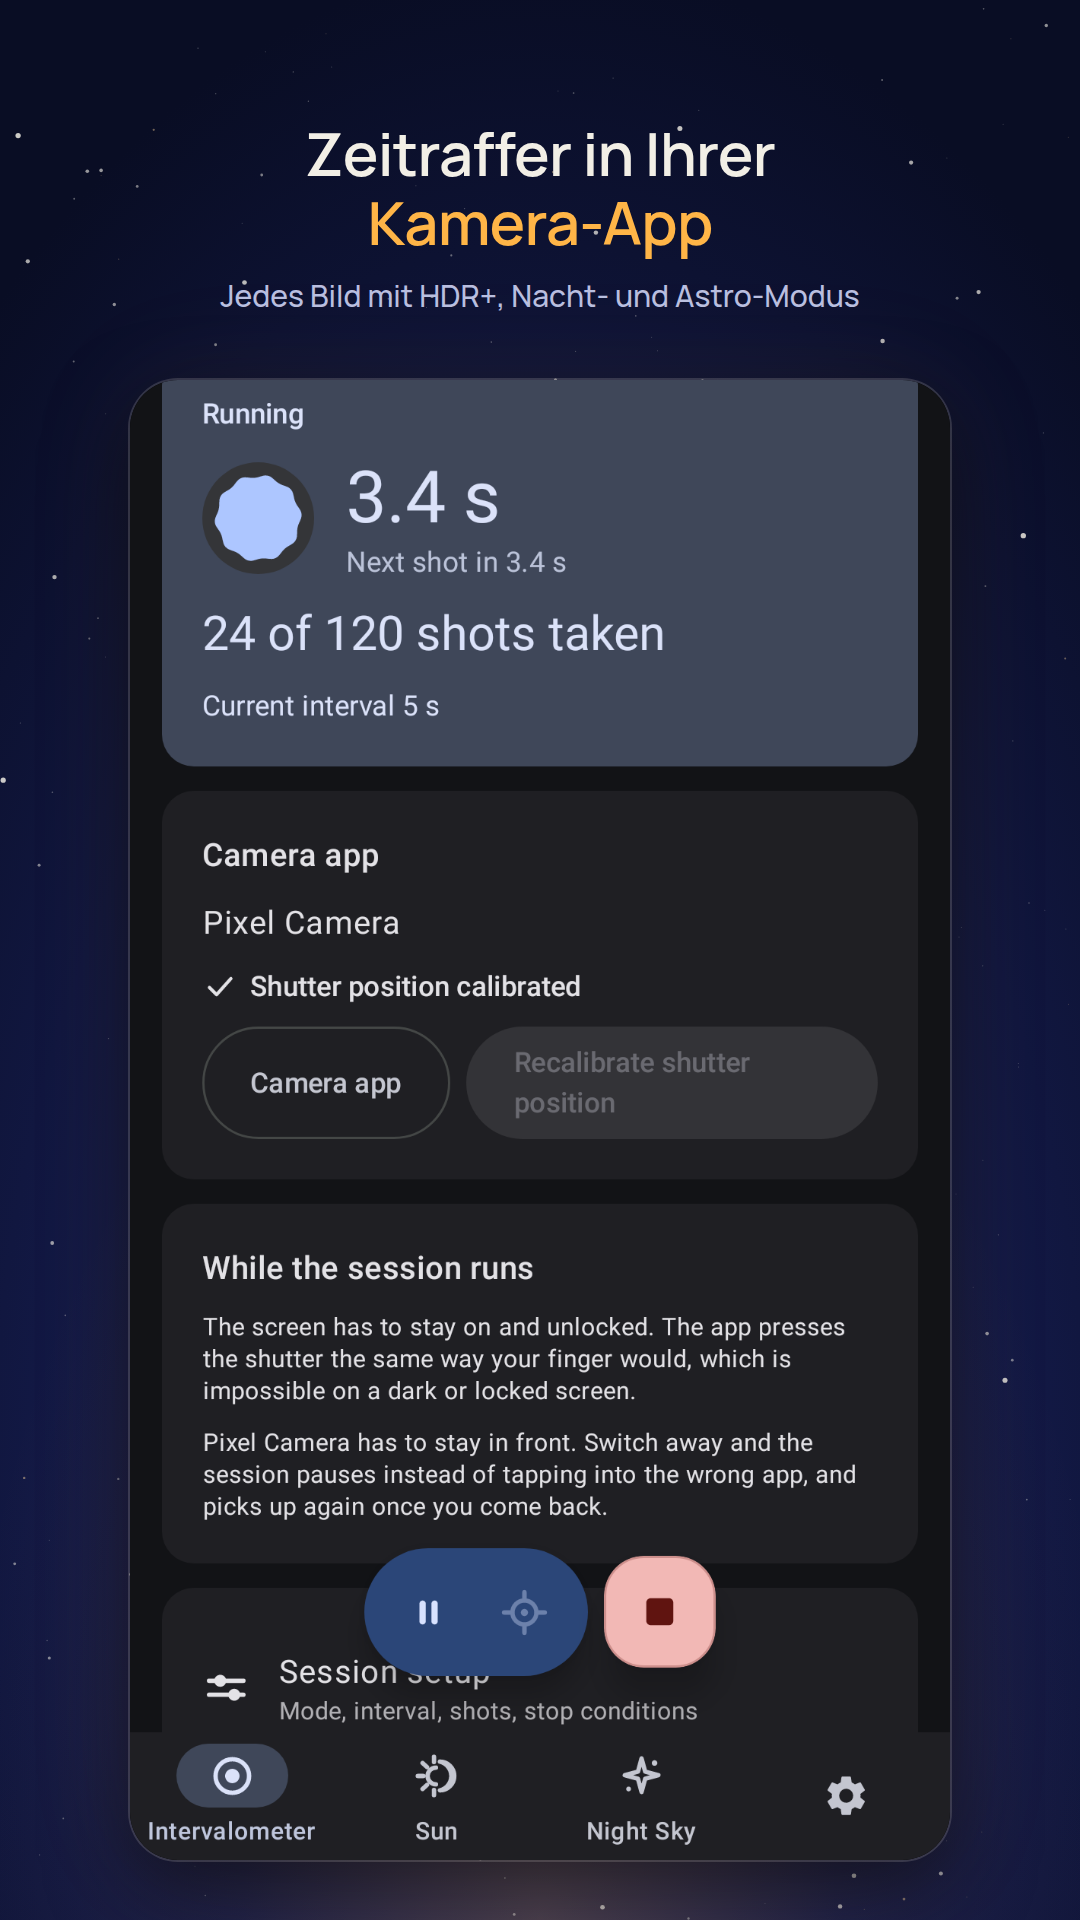 Zeitraffer in Ihrer
Kamera-App
Jedes Bild mit HDR+, Nacht- und Astro-Modus
Running
3.4 s
Next shot in 3.4 s
24 of 120 shots taken
Current interval 5 s
Camera app
Pixel Camera
Shutter position calibrated
Camera app
Recalibrate shutter
position
While the session runs
The screen has to stay on and unlocked. The app presses
the shutter the same way your finger would, which is
impossible on a dark or locked screen.
Pixel Camera has to stay in front. Switch away and the
session pauses instead of tapping into the wrong app, and
picks up again once you come back.
Session setup
Mode, interval, shots, stop conditions
Intervalometer
Sun
Night Sky